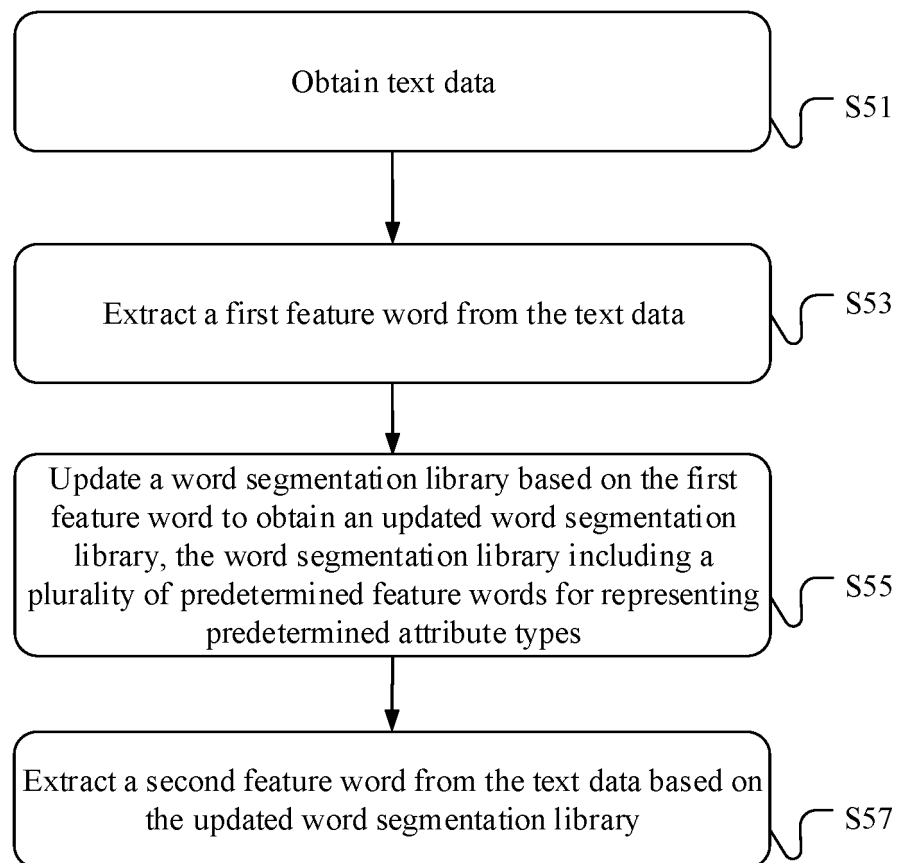 Obtain text data
S51
Extract a first feature word from the text data
S53
Update a word segmentation library based on the first
feature word to obtain an updated word segmentation
library, the word segmentation library including a
plurality of predetermined feature words for representing
predetermined attribute types
S55
Extract a second feature word from the text data based on
the updated word segmentation library
S57